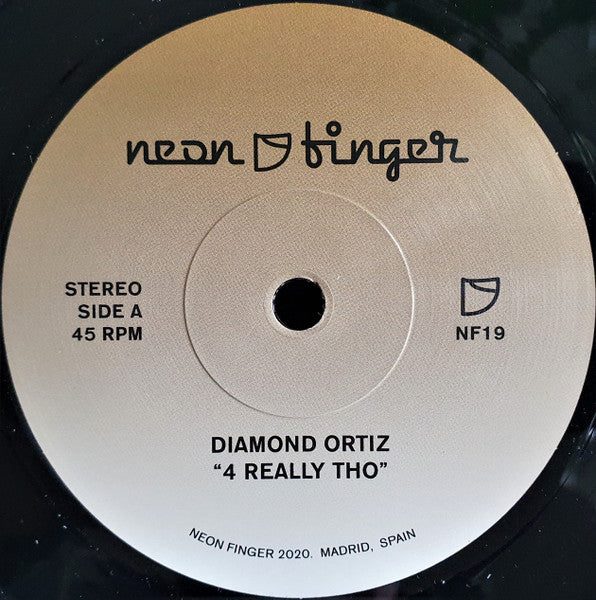 neon finger
STEREO
SIDE A
45 RPM
NF19
DIAMOND ORTIZ
“4 REALLY THO”
NEON FINGER 2020. MADRID, SPAIN